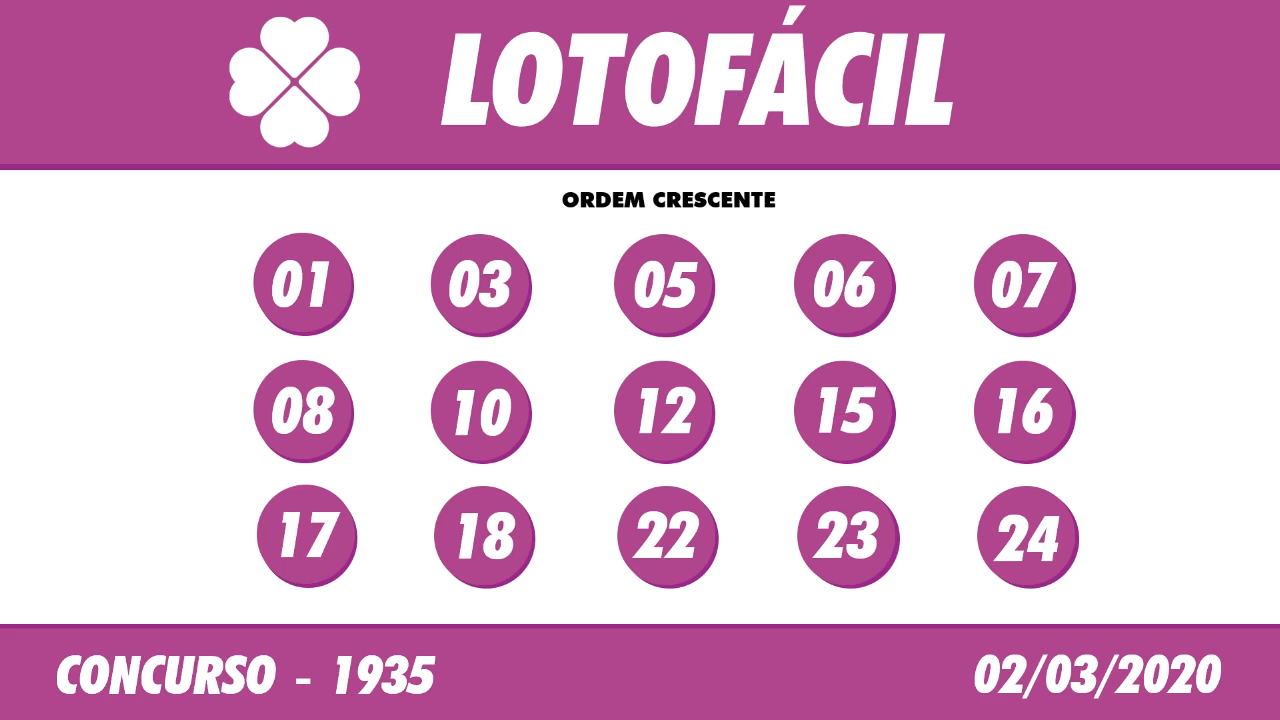 LOTOFÁCIL
ORDEM CRESCENTE
01 03 05 06 07
08 10 12 15 16
17 18 22 23 24
CONCURSO - 1935 02/03/2020